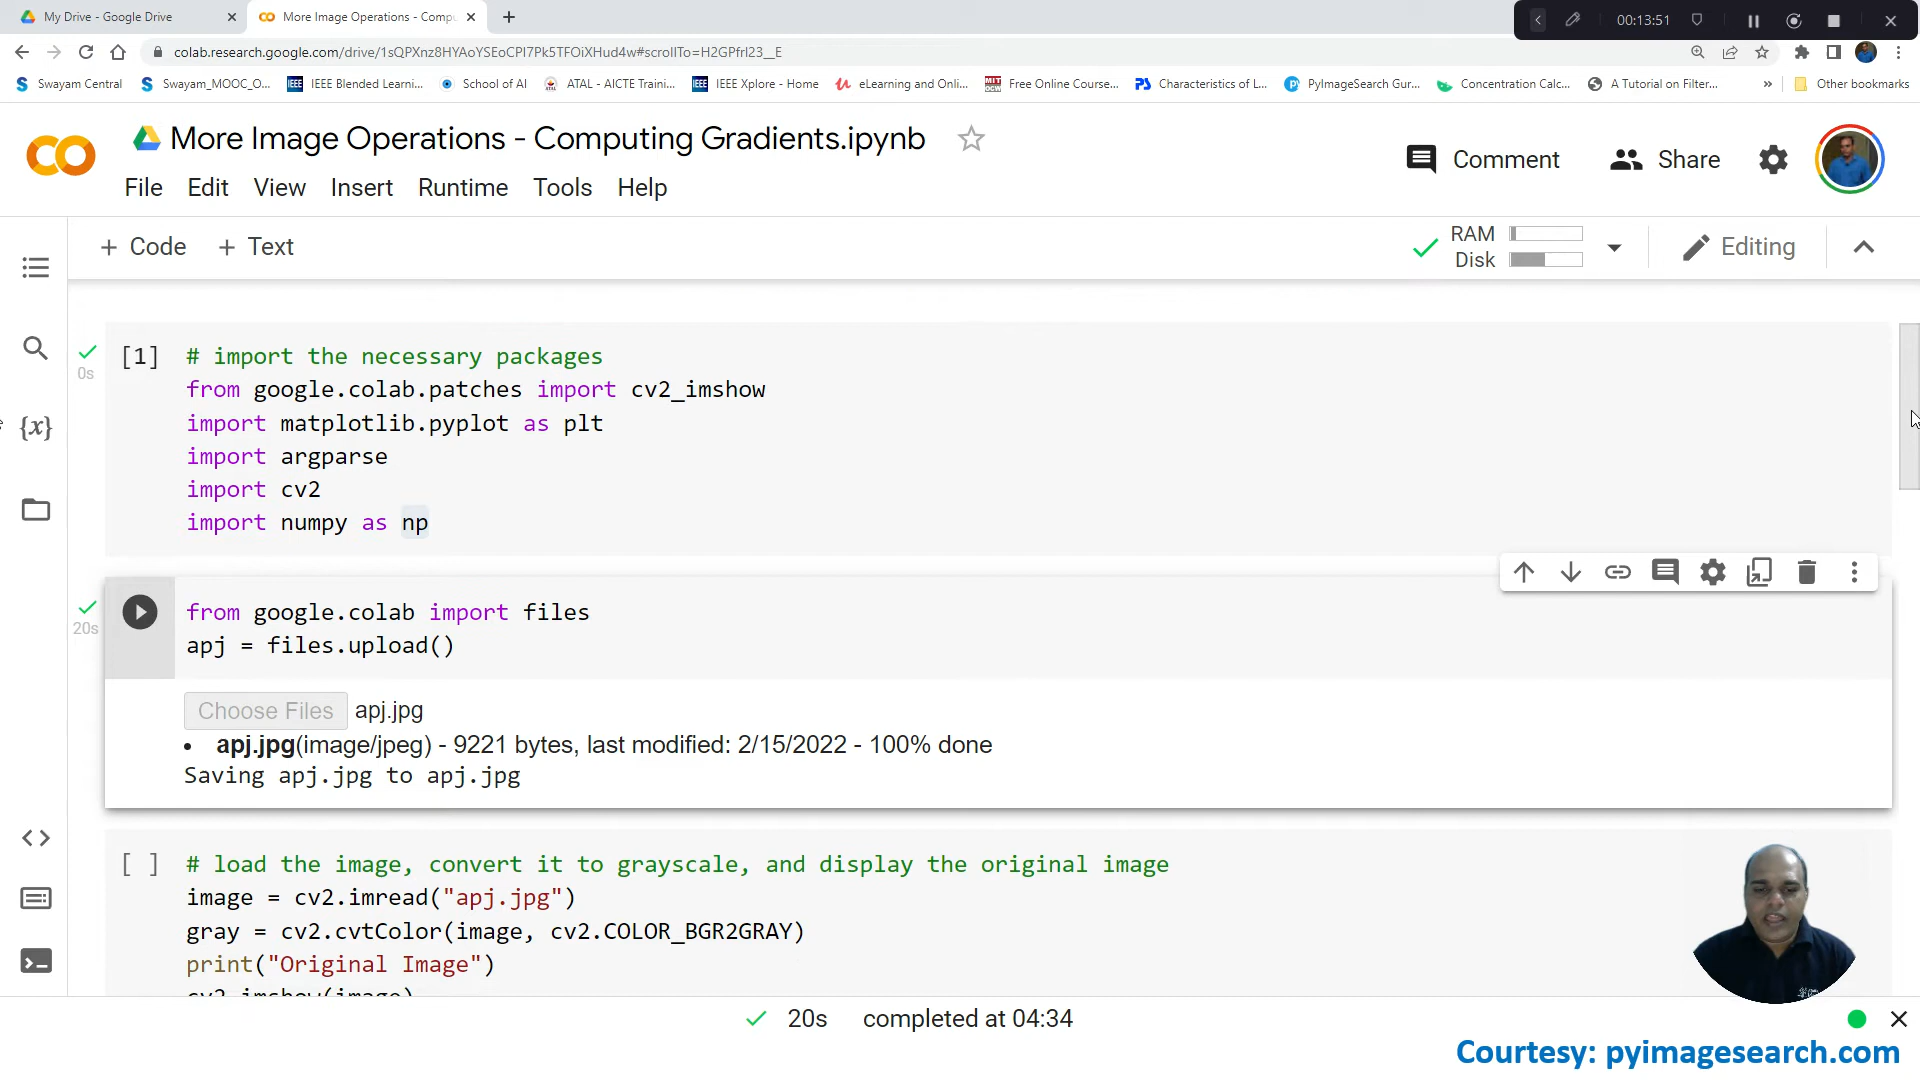 My Drive - Google Drive
More Image Operations - Compu
00:13:51
colab.research.google.com/drive/1sQPXnz8HYAoYSEoCPI7Pk5TFOiXHud4w#scrollTo=H2GPfrI23__E
Swayam Central
Swayam_MOOC_O...
IEEE Blended Learni...
School of AI
ATAL - AICTE Traini...
IEEE Xplore - Home
eLearning and Onli...
Free Online Course...
Characteristics of L...
PyImageSearch Gur...
Concentration Calc...
A Tutorial on Filter...
»
Other bookmarks
More Image Operations - Computing Gradients.ipynb
Comment
Share
File Edit View Insert Runtime Tools Help
+ Code + Text
RAM
Disk
Editing
[1] # import the necessary packages
0s
from google.colab.patches import cv2_imshow
import matplotlib.pyplot as plt
import argparse
import cv2
import numpy as np
{x}
20s
from google.colab import files
apj = files.upload()
Choose Files apj.jpg
• apj.jpg(image/jpeg) - 9221 bytes, last modified: 2/15/2022 - 100% done
Saving apj.jpg to apj.jpg
[ ] # load the image, convert it to grayscale, and display the original image
image = cv2.imread("apj.jpg")
gray = cv2.cvtColor(image, cv2.COLOR_BGR2GRAY)
print("Original Image")
cv2_imshow(image)
20s completed at 04:34
Courtesy: pyimagesearch.com